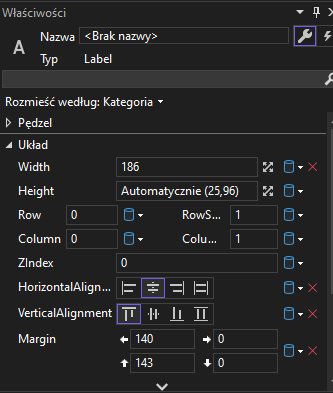 Właściwości
A
Nazwa <Brak nazwy>
Typ Label
Rozmieść według: Kategoria
Pędzel
Układ
Width 186
Height Automatycznie (25,96)
Row 0 RowS... 1
Column 0 Colu... 1
ZIndex 0
HorizontalAlign...
VerticalAlignment
Margin 140 0
143 0